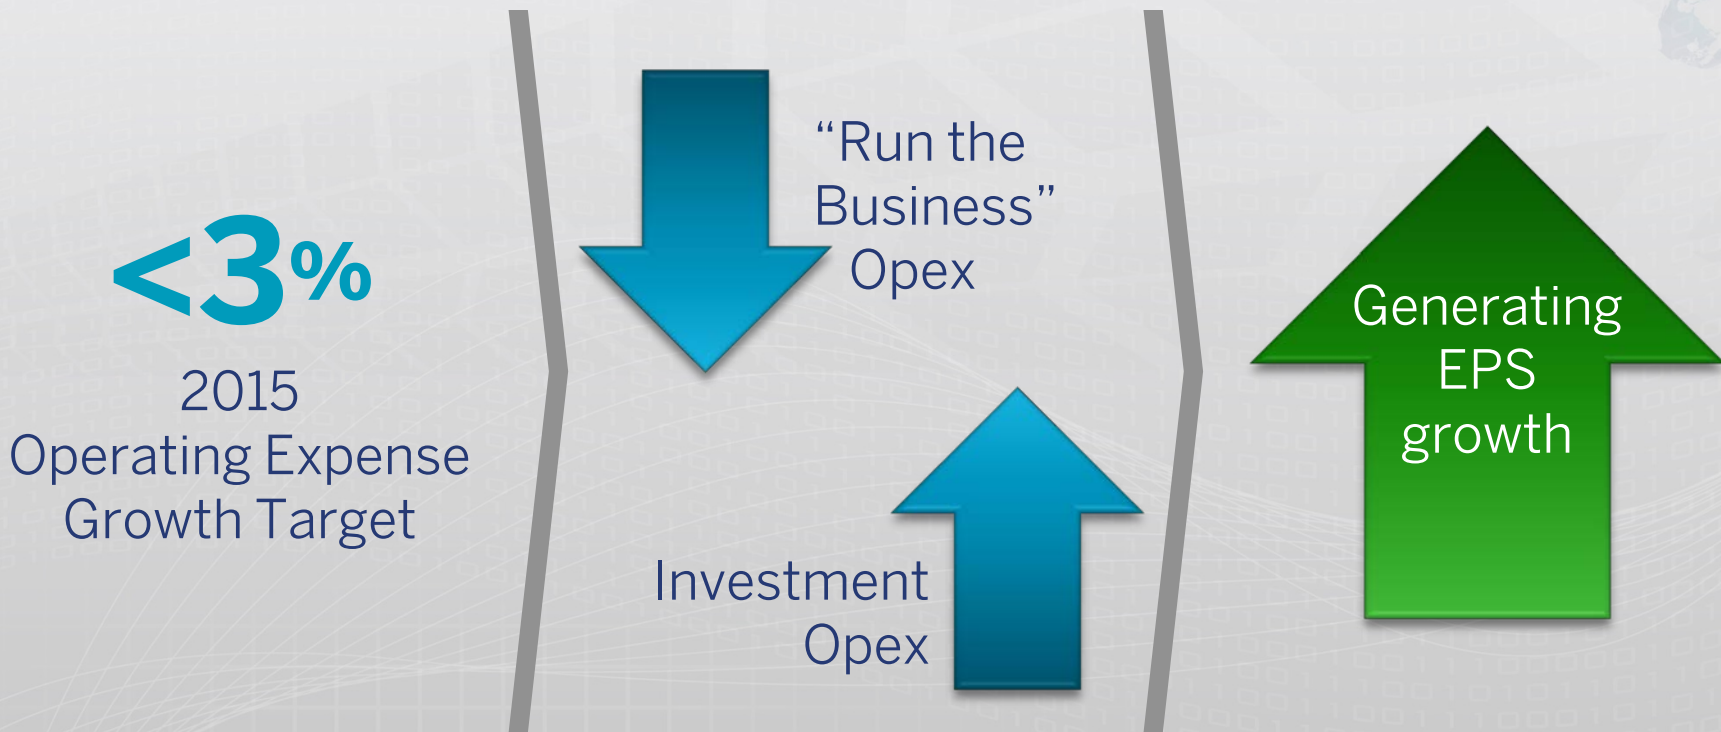 <3%
2015
Operating Expense
Growth Target
“Run the
Business”
Opex
Investment
Opex
Generating
EPS
growth